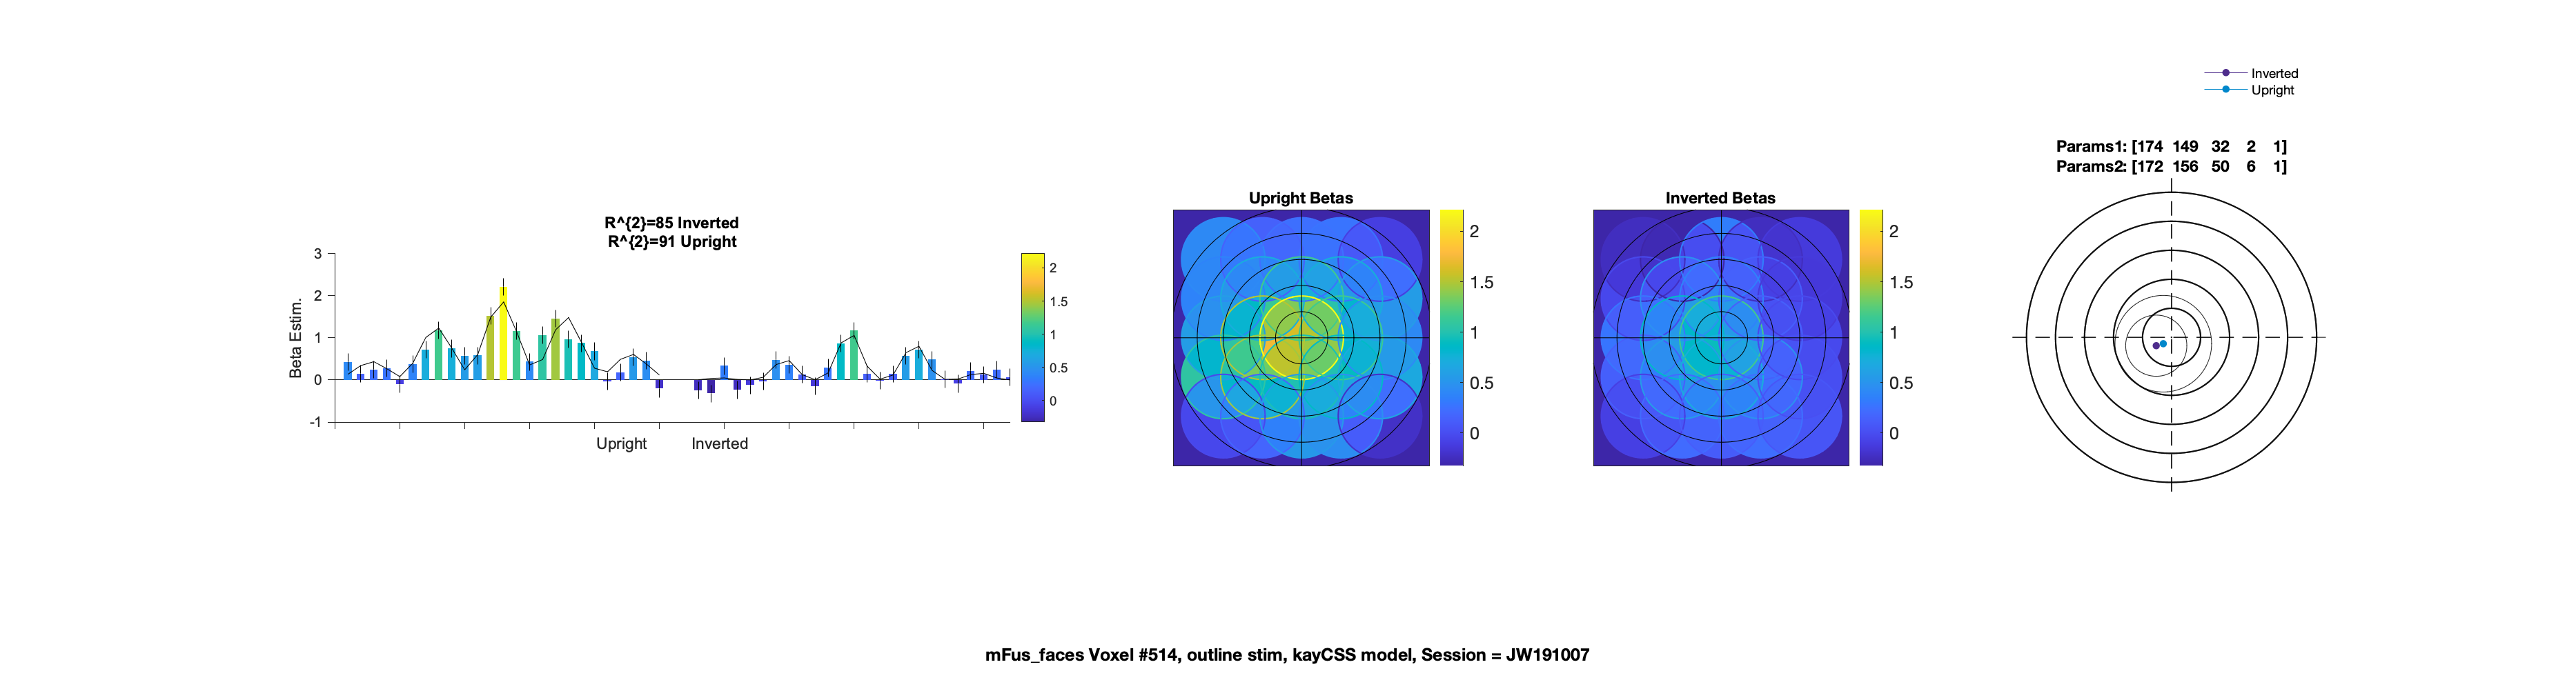 Inverted
Upright
Params1: [174 149 32 2 1]
Params2: [172 156 50 6 1]
R^{2}=85 Inverted
R^{2}=91 Upright
Upright Betas
Inverted Betas
Beta Estim.
3
2
1
0
-1
Upright Inverted
2
1.5
1
0.5
0
2
1.5
1
0.5
0
2
1.5
1
0.5
0
mFus_faces Voxel #514, outline stim, kayCSS model, Session = JW191007